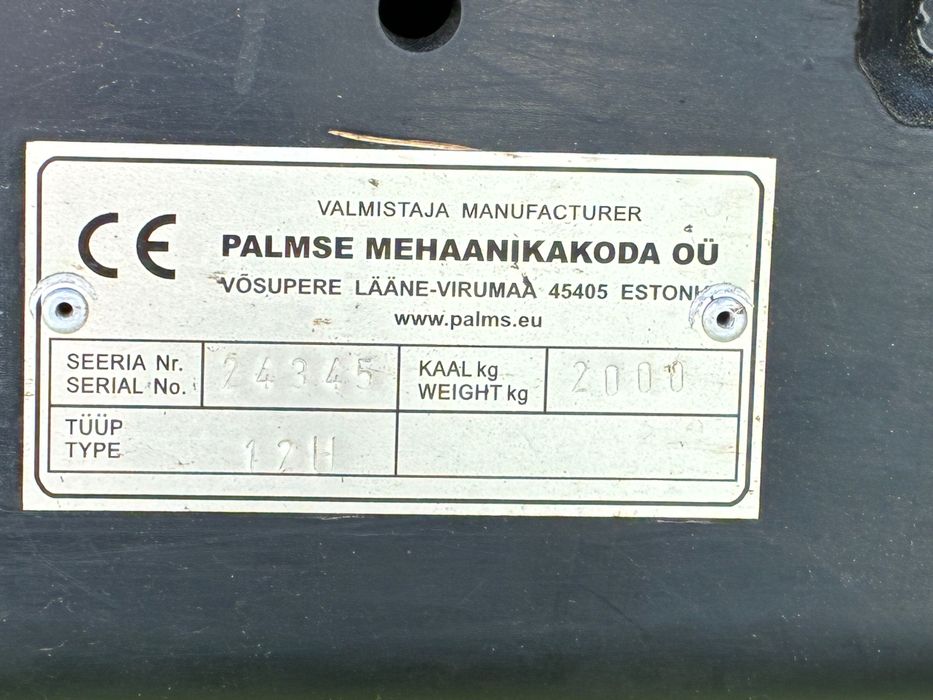 CE
VALMISTAJA MANUFACTURER
PALMSE MEHAANIKAKODA OÜ
VÕSUPERE LÄÄNE-VIRUMAA 45405 ESTONIA
www.palms.eu
SEERIA Nr. 24345 KAAL kg 2000
SERIAL No. WEIGHT kg
TÜÜP
TYPE 12H